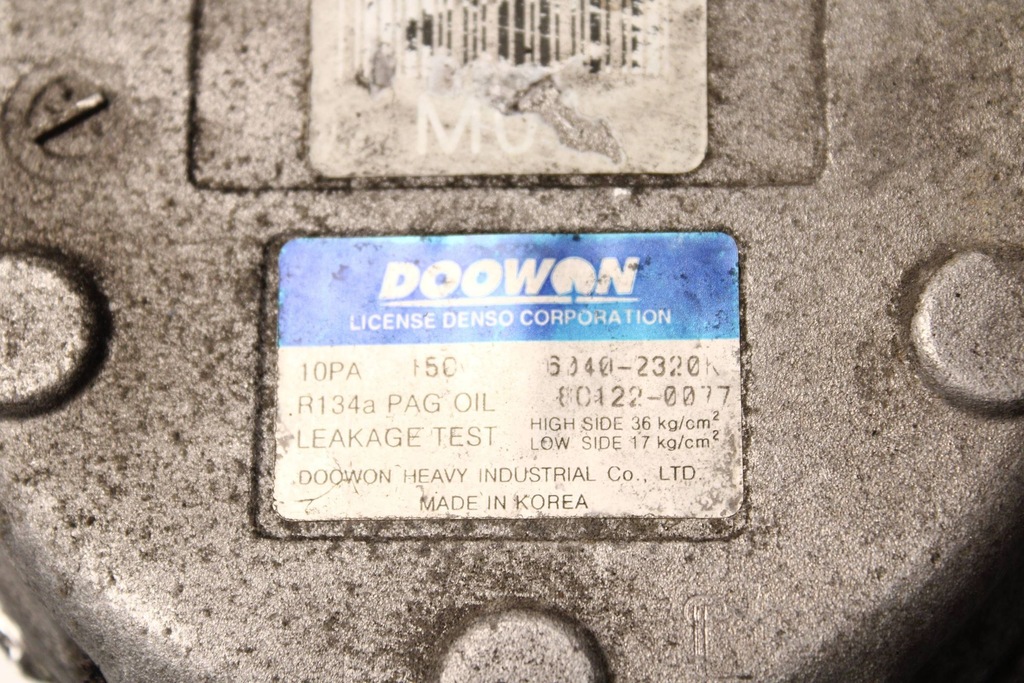 DOOWON
LICENSE DENSO CORPORATION
10PA
R134a PAG OIL
LEAKAGE TEST HIGH SIDE 36 kg/cm²
LOW SIDE 17 kg/cm²
DOOWON HEAVY INDUSTRIAL Co., LTD.
MADE IN KOREA